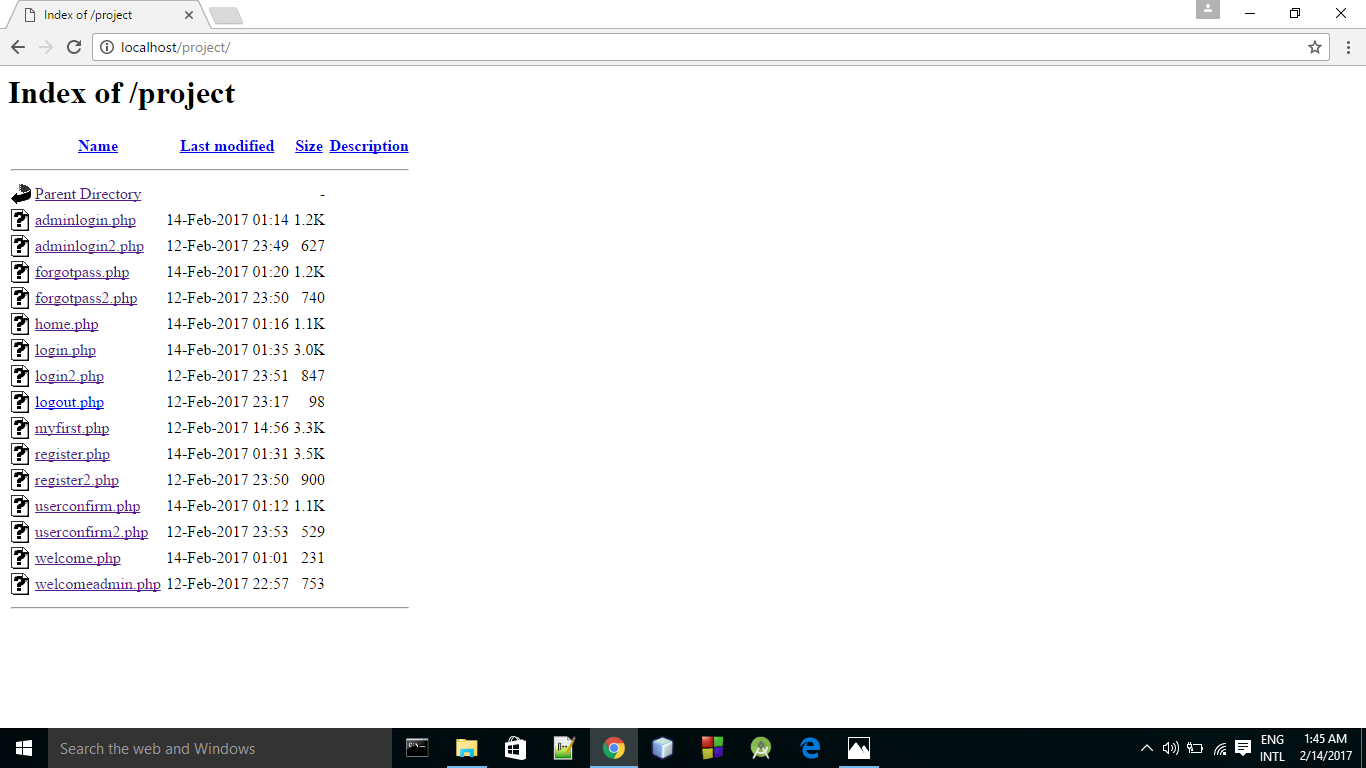 Index of /project
localhost/project/
Index of /project
Name Last modified Size Description
Parent Directory -
adminlogin.php 14-Feb-2017 01:14 1.2K
adminlogin2.php 12-Feb-2017 23:49 627
forgotpass.php 14-Feb-2017 01:20 1.2K
forgotpass2.php 12-Feb-2017 23:50 740
home.php 14-Feb-2017 01:16 1.1K
login.php 14-Feb-2017 01:35 3.0K
login2.php 12-Feb-2017 23:51 847
logout.php 12-Feb-2017 23:17 98
myfirst.php 12-Feb-2017 14:56 3.3K
register.php 14-Feb-2017 01:31 3.5K
register2.php 12-Feb-2017 23:50 900
userconfirm.php 14-Feb-2017 01:12 1.1K
userconfirm2.php 12-Feb-2017 23:53 529
welcome.php 14-Feb-2017 01:01 231
welcomeadmin.php 12-Feb-2017 22:57 753
Search the web and Windows
ENG 1:45 AM
INTL 2/14/2017